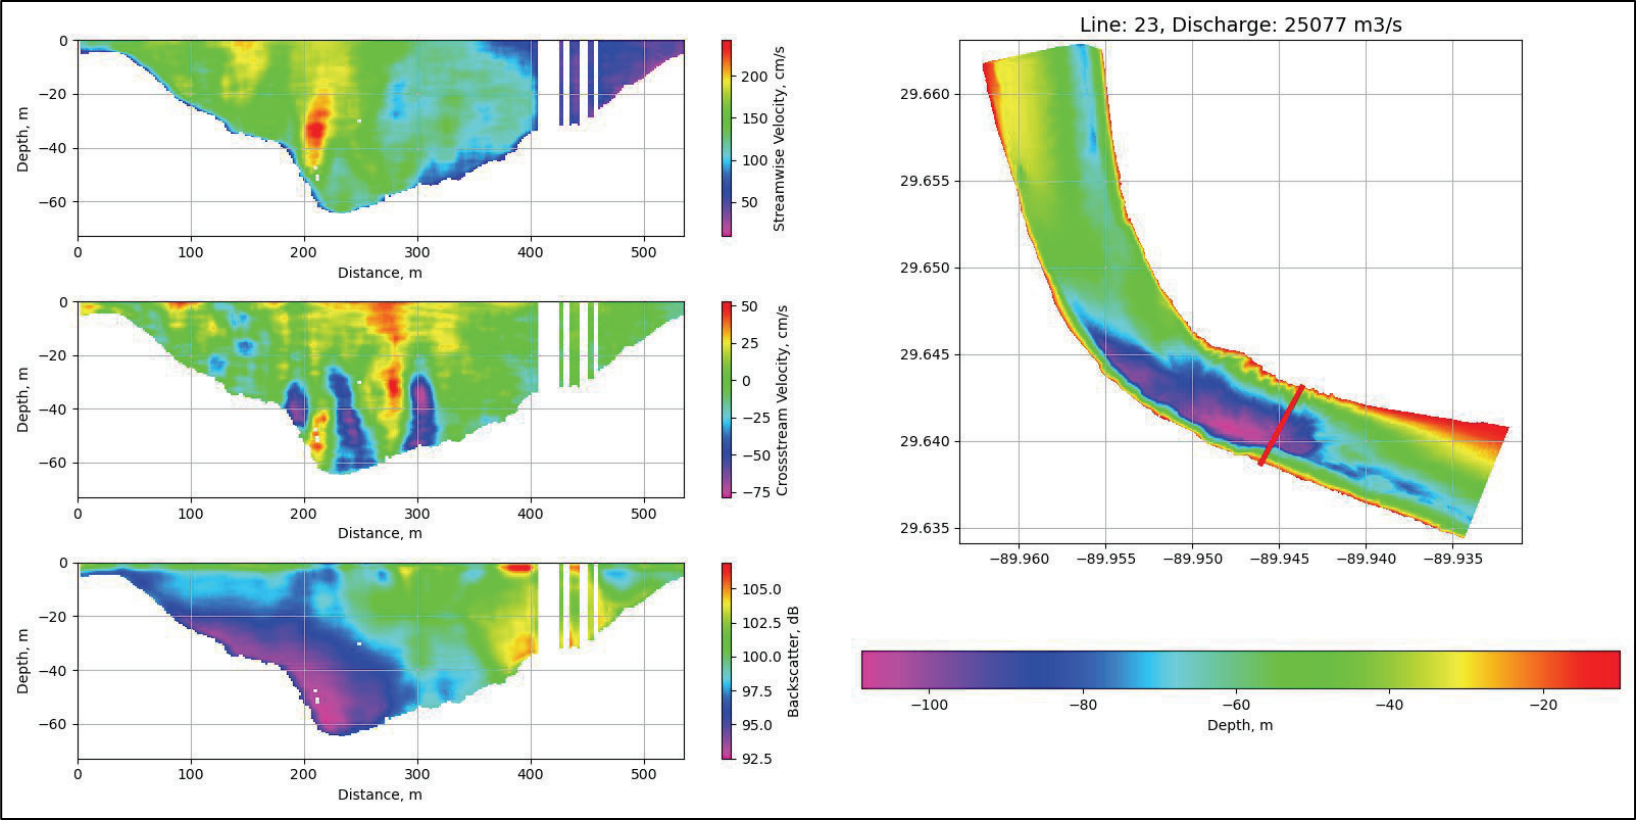 Line: 23, Discharge: 25077 m3/s
0
−20
−40
−60
Depth, m
0 100 200 300 400 500
Distance, m
200
150
100
50
Streamwise Velocity, cm/s
0
−20
−40
−60
Depth, m
0 100 200 300 400 500
Distance, m
50
25
0
−25
−50
−75
Crossstream Velocity, cm/s
0
−20
−40
−60
Depth, m
0 100 200 300 400 500
Distance, m
105.0
102.5
100.0
97.5
95.0
92.5
Backscatter, dB
29.660
29.655
29.650
29.645
29.640
29.635
−89.960 −89.955 −89.950 −89.945 −89.940 −89.935
−100 −80 −60 −40 −20
Depth, m